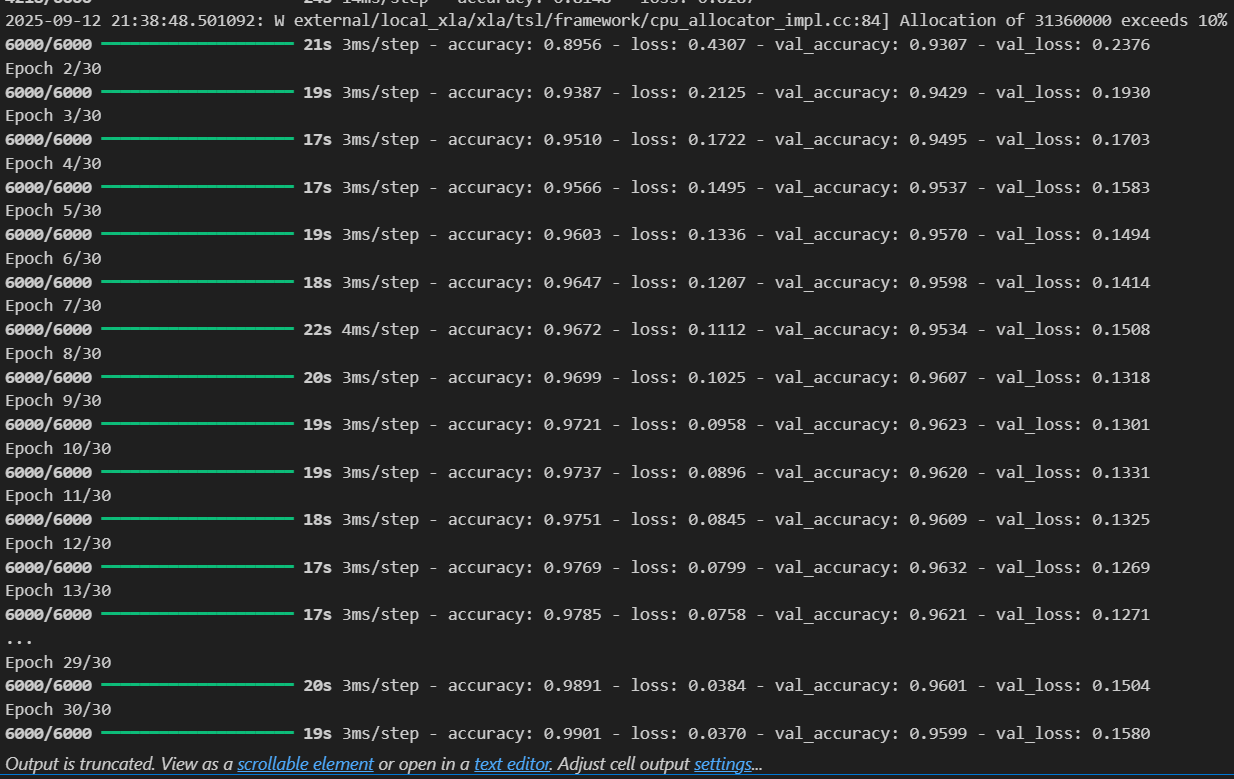 2025-09-12 21:38:48.501092: W external/local_xla/xla/tsl/framework/cpu_allocator_impl.cc:84] Allocation of 31360000 exceeds 10%
6000/6000 21s 3ms/step - accuracy: 0.8956 - loss: 0.4307 - val_accuracy: 0.9307 - val_loss: 0.2376
Epoch 2/30
6000/6000 19s 3ms/step - accuracy: 0.9387 - loss: 0.2125 - val_accuracy: 0.9429 - val_loss: 0.1930
Epoch 3/30
6000/6000 17s 3ms/step - accuracy: 0.9510 - loss: 0.1722 - val_accuracy: 0.9495 - val_loss: 0.1703
Epoch 4/30
6000/6000 17s 3ms/step - accuracy: 0.9566 - loss: 0.1495 - val_accuracy: 0.9537 - val_loss: 0.1583
Epoch 5/30
6000/6000 19s 3ms/step - accuracy: 0.9603 - loss: 0.1336 - val_accuracy: 0.9570 - val_loss: 0.1494
Epoch 6/30
6000/6000 18s 3ms/step - accuracy: 0.9647 - loss: 0.1207 - val_accuracy: 0.9598 - val_loss: 0.1414
Epoch 7/30
6000/6000 22s 4ms/step - accuracy: 0.9672 - loss: 0.1112 - val_accuracy: 0.9534 - val_loss: 0.1508
Epoch 8/30
6000/6000 20s 3ms/step - accuracy: 0.9699 - loss: 0.1025 - val_accuracy: 0.9607 - val_loss: 0.1318
Epoch 9/30
6000/6000 19s 3ms/step - accuracy: 0.9721 - loss: 0.0958 - val_accuracy: 0.9623 - val_loss: 0.1301
Epoch 10/30
6000/6000 19s 3ms/step - accuracy: 0.9737 - loss: 0.0896 - val_accuracy: 0.9620 - val_loss: 0.1331
Epoch 11/30
6000/6000 18s 3ms/step - accuracy: 0.9751 - loss: 0.0845 - val_accuracy: 0.9609 - val_loss: 0.1325
Epoch 12/30
6000/6000 17s 3ms/step - accuracy: 0.9769 - loss: 0.0799 - val_accuracy: 0.9632 - val_loss: 0.1269
Epoch 13/30
6000/6000 17s 3ms/step - accuracy: 0.9785 - loss: 0.0758 - val_accuracy: 0.9621 - val_loss: 0.1271
...
Epoch 29/30
6000/6000 20s 3ms/step - accuracy: 0.9891 - loss: 0.0384 - val_accuracy: 0.9601 - val_loss: 0.1504
Epoch 30/30
6000/6000 19s 3ms/step - accuracy: 0.9901 - loss: 0.0370 - val_accuracy: 0.9599 - val_loss: 0.1580
Output is truncated. View as a scrollable element or open in a text editor. Adjust cell output settings...